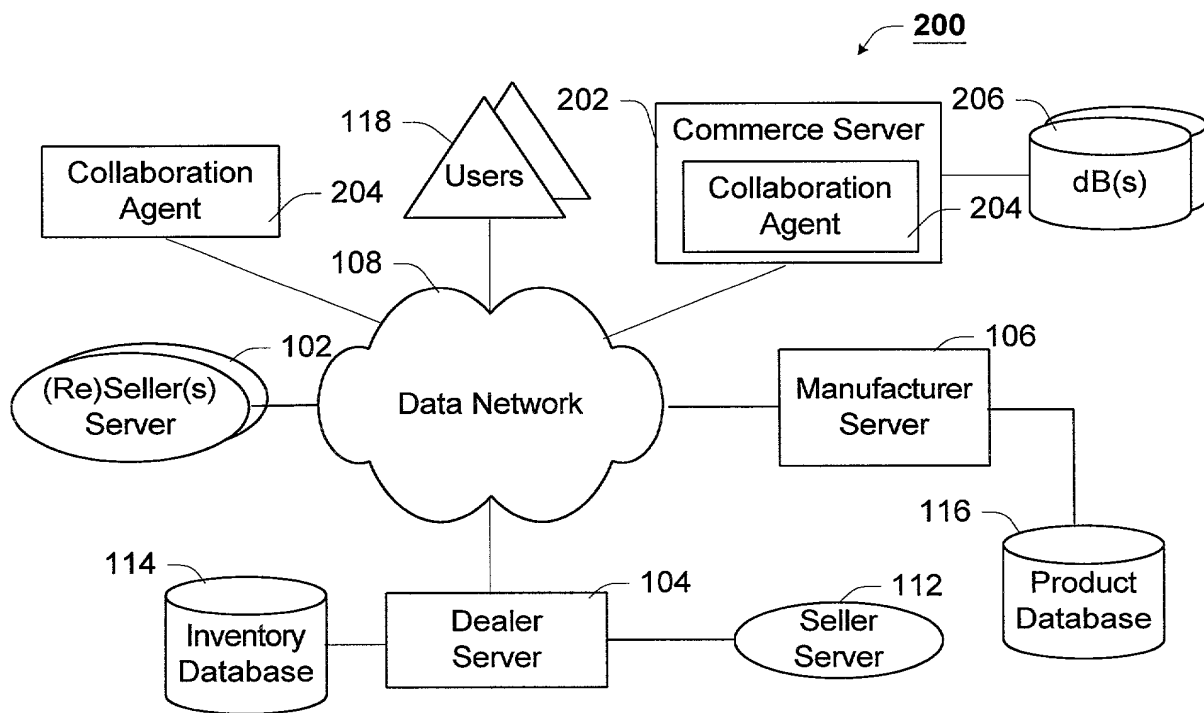 200
118
202
206
Collaboration
Agent
204
Users
Commerce Server
Collaboration
Agent
204
dB(s)
108
102
(Re)Seller(s)
Server
Data Network
106
Manufacturer
Server
116
Product
Database
114
Inventory
Database
104
Dealer
Server
112
Seller
Server